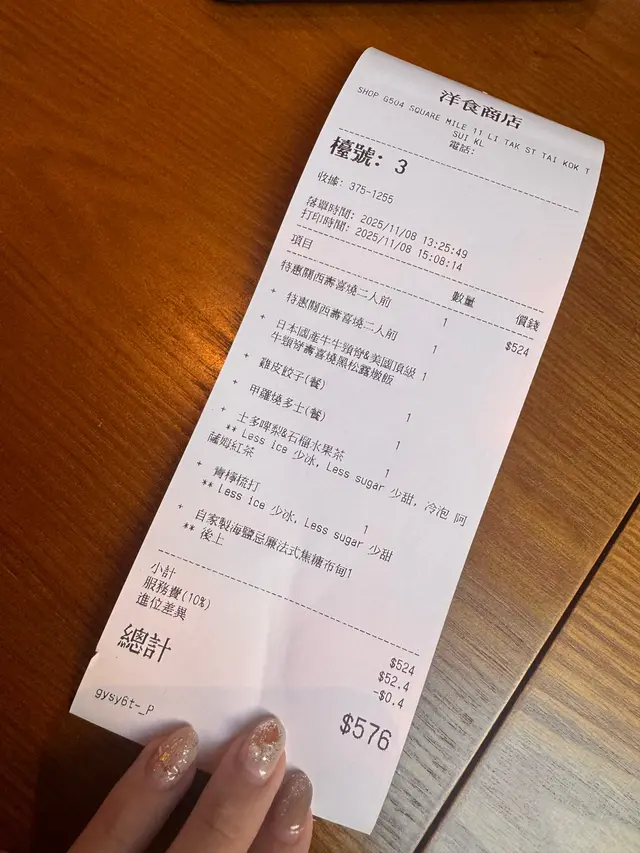 洋食商店
SHOP G504 SQUARE MILE 11 LI TAK ST TAI KOK T
SUI KL
電話:
檯號: 3
收據: 375-1255
落單時間: 2025/11/08 13:25:49
打印時間: 2025/11/08 15:08:14
項目 數量 價錢
特惠關西壽喜燒二人前 1 $524
+ 特惠關西壽喜燒二人前 1
+ 日本國產牛牛頸脊&美國頂級 1
牛頸脊壽喜燒黑松露燉飯
+ 雞皮餃子(餐) 1
+ 甲羅燒多士(餐) 1
+ 士多啤梨&石榴水果茶 1
** Less ice 少冰, Less sugar 少甜, 冷泡 阿
薩姆紅茶
+ 青檸梳打 1
** Less ice 少冰, Less sugar 少甜
+ 自家製海鹽忌廉法式焦糖布甸1
** 後上
小計 $524
服務費(10%) $52.4
進位差異 -$0.4
總計 $576
gysy6t-_P